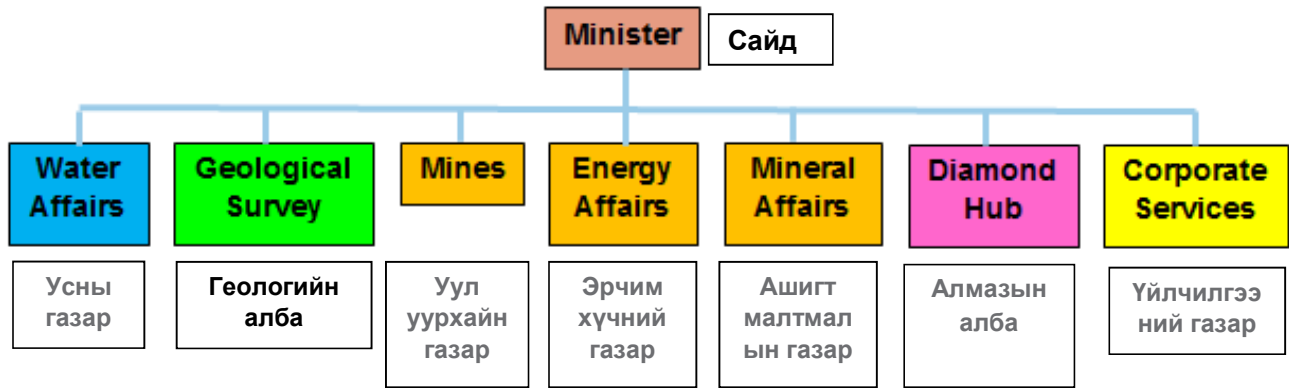 Minister
Сайд
Water
Affairs
Geological
Survey
Mines
Energy
Affairs
Mineral
Affairs
Diamond
Hub
Corporate
Services
Усны
газар
Геологийн
алба
Уул
уурхайн
газар
Эрчим
хүчний
газар
Ашигт
малтмал
ын газар
Алмазын
алба
Үйлчилгээ
ний газар